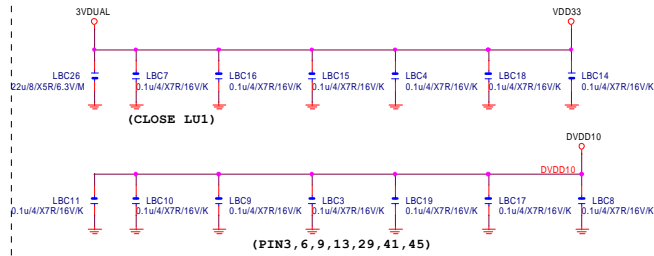 3VDUAL VDD33
LBC26 LBC7 LBC16 LBC15 LBC4 LBC18 LBC14
22u/8/X5R/6.3V/M 0.1u/4/X7R/16V/K 0.1u/4/X7R/16V/K 0.1u/4/X7R/16V/K 0.1u/4/X7R/16V/K 0.1u/4/X7R/16V/K 0.1u/4/X7R/16V/K
(CLOSE LU1)
DVDD10
DVDD10
LBC11 LBC10 LBC9 LBC3 LBC19 LBC17 LBC8
0.1u/4/X7R/16V/K 0.1u/4/X7R/16V/K 0.1u/4/X7R/16V/K 0.1u/4/X7R/16V/K 0.1u/4/X7R/16V/K 0.1u/4/X7R/16V/K 0.1u/4/X7R/16V/K
(PIN3,6,9,13,29,41,45)